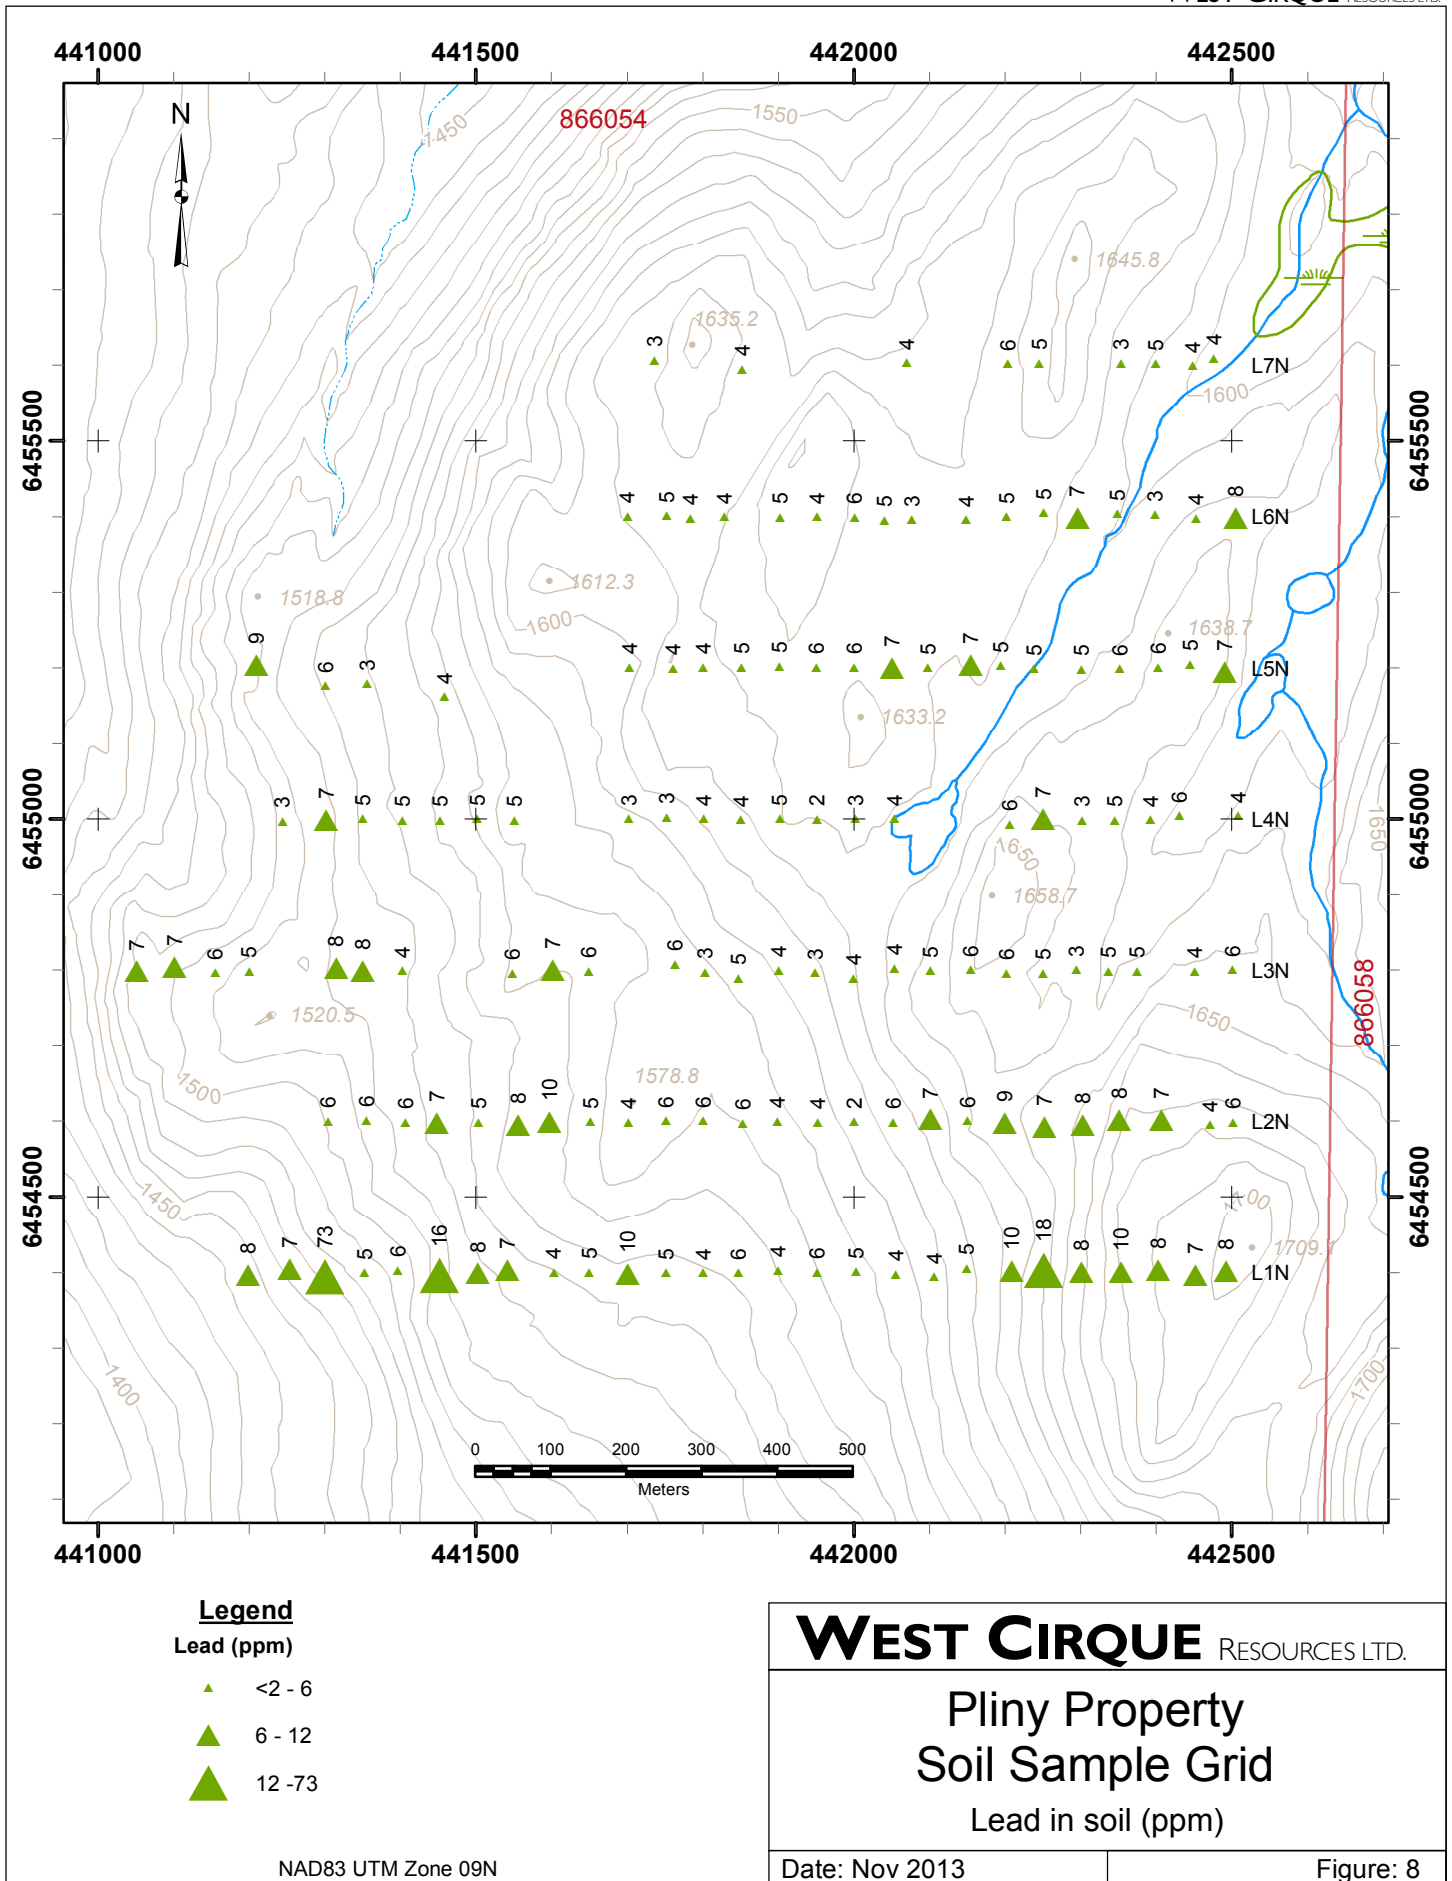 WEST CIRQUE RESOURCES LTD.
441000 441500 442000 442500
N
866054
1450
1550
1645.8
1635.2
3 4 4 6 5 3 5 4 4 L7N
1600
6455500 6455500
4 5 4 4 5 4 6 5 3 4 5 5 7 5 3 4 8 L6N
1518.8
1612.3
1600
1638.7
9 6 3 4 4 4 4 5 5 6 6 7 5 7 5 5 5 6 6 5 7 L5N
1633.2
6455000 6455000
3 7 5 5 5 5 5 3 3 4 4 5 2 3 4 6 7 3 5 4 6 4 L4N
1650
1650
1658.7
7 7 6 5 8 8 4 6 7 6 6 3 5 4 3 4 4 5 6 6 5 3 5 5 4 6 L3N
866058
1520.5
1650
1500
1578.8
6 6 6 7 5 8 10 5 4 6 6 6 4 4 2 6 7 6 9 7 8 8 7 4 6 L2N
6454500 6454500
1450
1700
1709.1
8 7 73 5 6 16 8 7 4 5 10 5 4 6 4 6 5 4 4 5 10 18 8 10 8 7 8 L1N
1400
1700
0 100 200 300 400 500
Meters
441000 441500 442000 442500
Legend
Lead (ppm)
<2 - 6
6 - 12
12 -73
NAD83 UTM Zone 09N
WEST CIRQUE RESOURCES LTD.
Pliny Property
Soil Sample Grid
Lead in soil (ppm)
Date: Nov 2013
Figure: 8